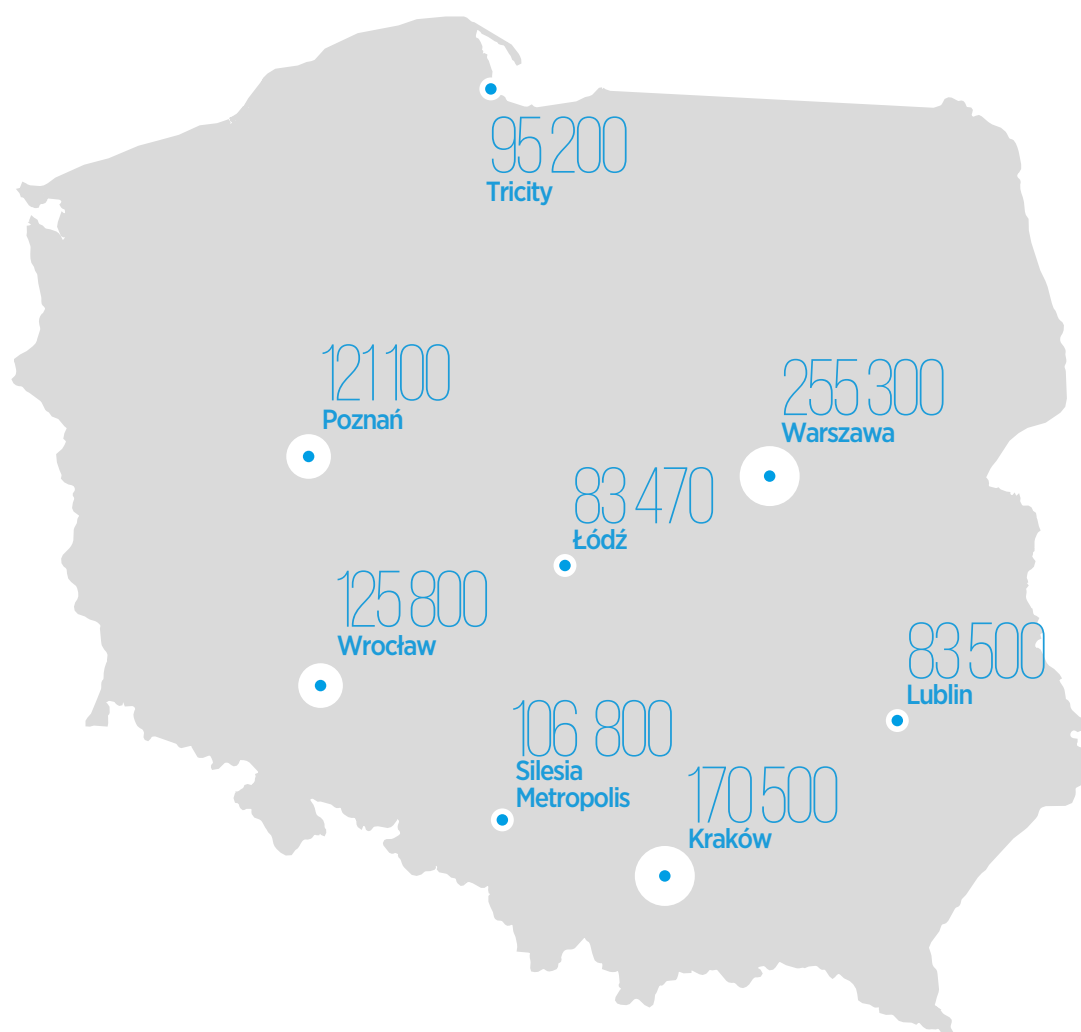 95 200
Tricity
121 100
Poznań
255 300
Warszawa
83 470
Łódź
125 800
Wrocław
83 500
Lublin
106 800
Silesia
Metropolis
170 500
Kraków